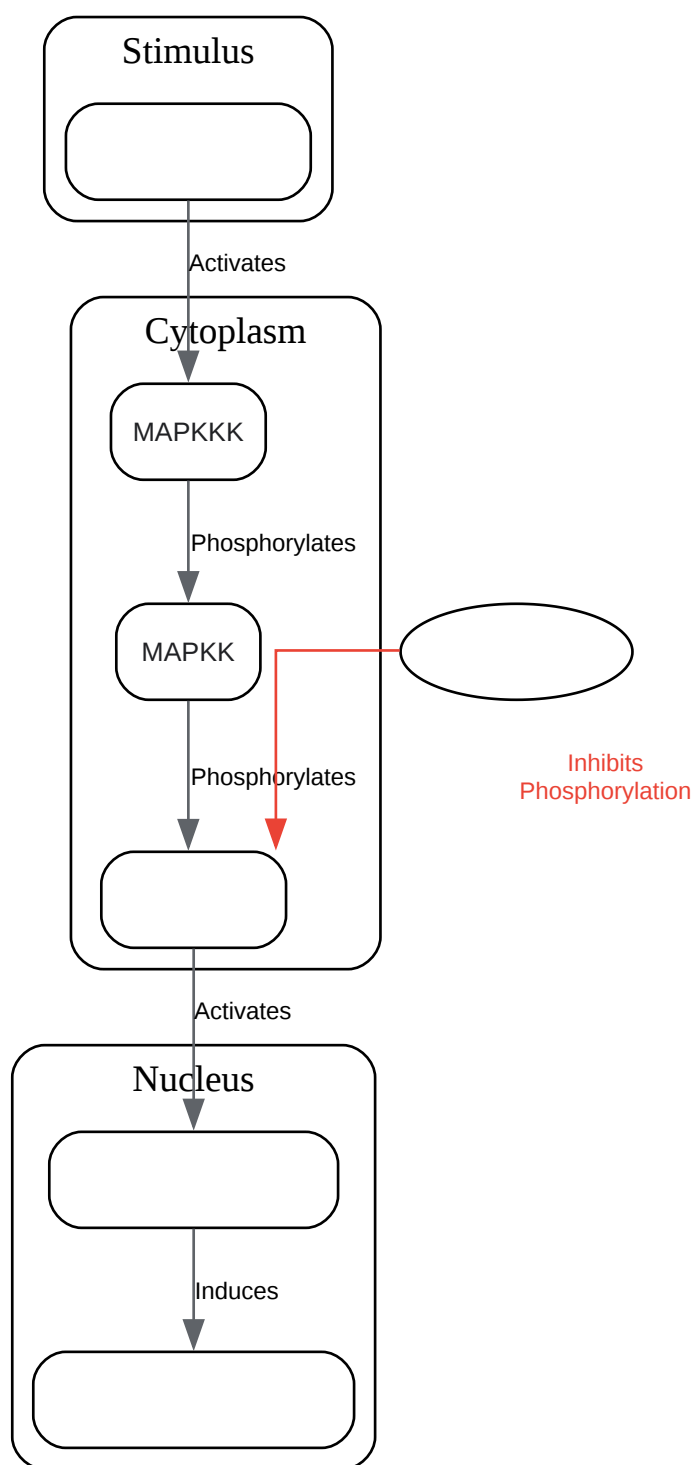 Stimulus
Activates
Cytoplasm
MAPKKK
Phosphorylates
MAPKK
Inhibits
Phosphorylation
Phosphorylates
Activates
Nucleus
Induces